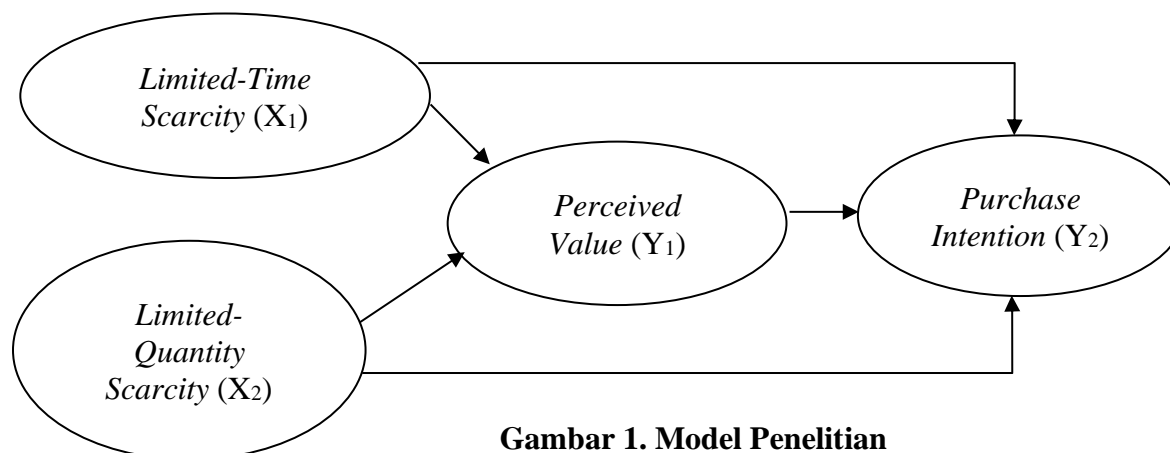 Limited-Time
Scarcity (X1)
Perceived
Value (Y1)
Purchase
Intention (Y2)
Limited-
Quantity
Scarcity (X2)
Gambar 1. Model Penelitian